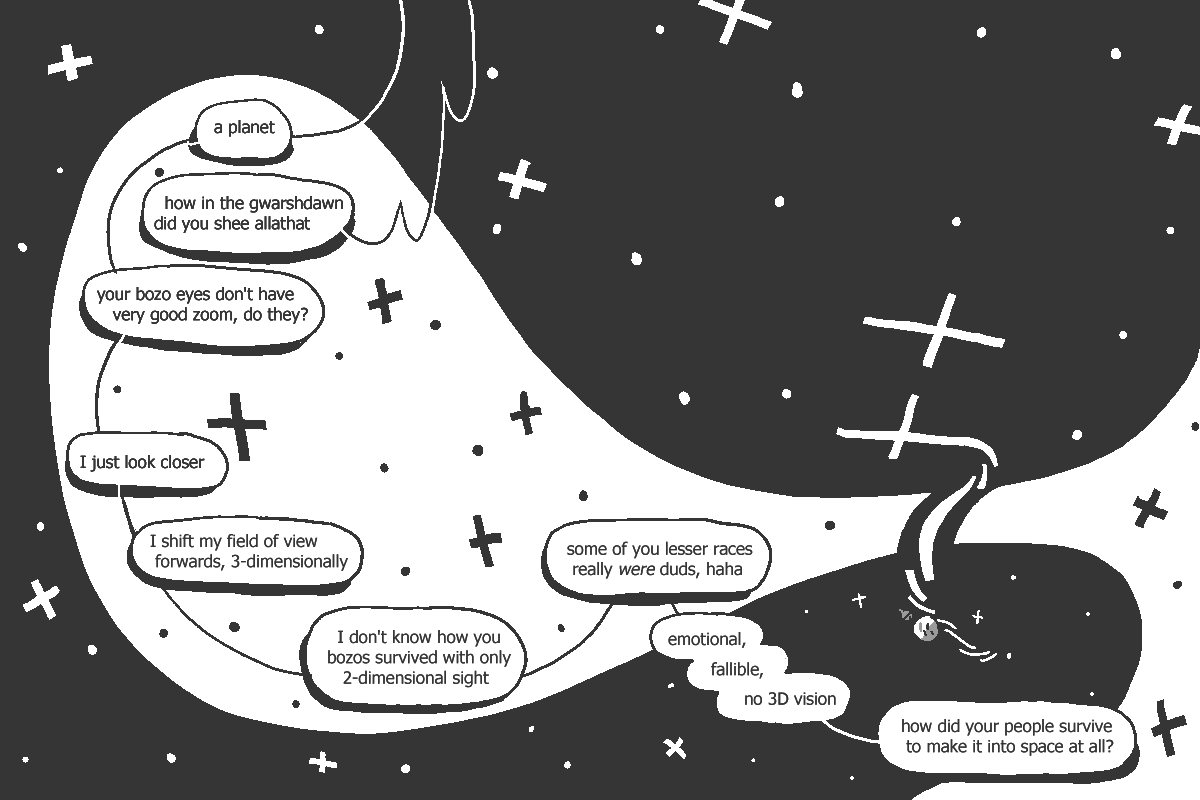 a planet
how in the gwarshdawn
did you shee allathat
your bozo eyes don't have
very good zoom, do they?
I just look closer
I shift my field of view
forwards, 3-dimensionally
I don't know how you
bozos survived with only
2-dimensional sight
some of you lesser races
really were duds, haha
emotional,
fallible,
no 3D vision
how did your people survive
to make it into space at all?